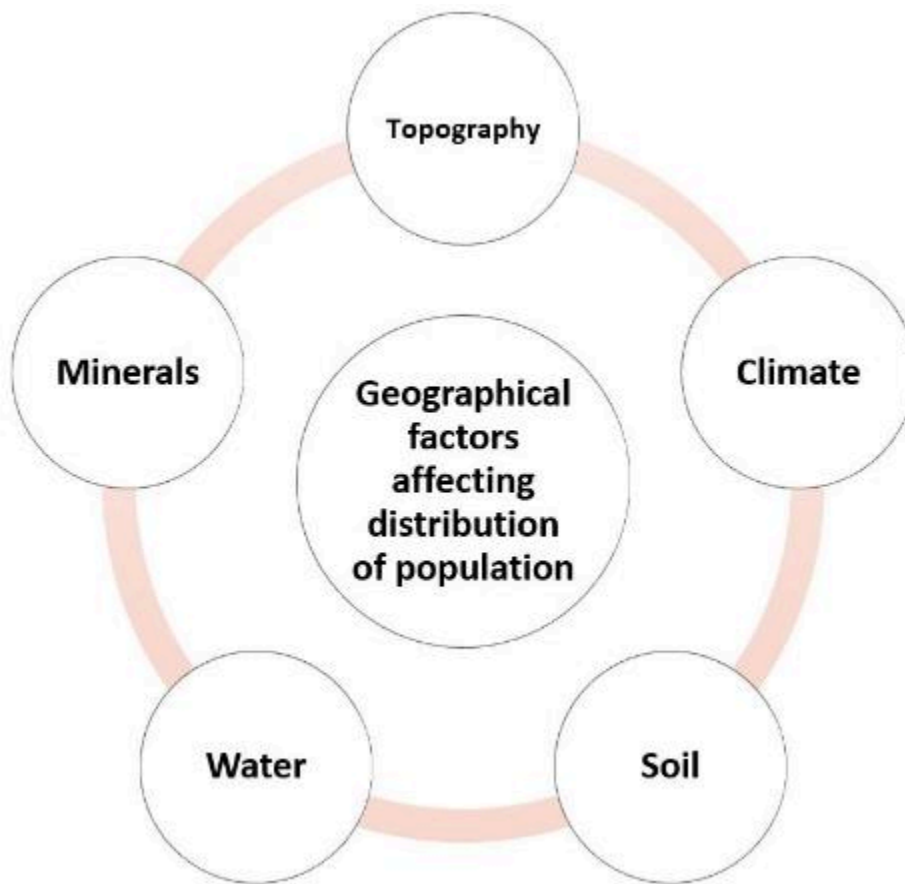 Topography
Minerals
Climate
Geographical
factors
affecting
distribution
of population
Water
Soil